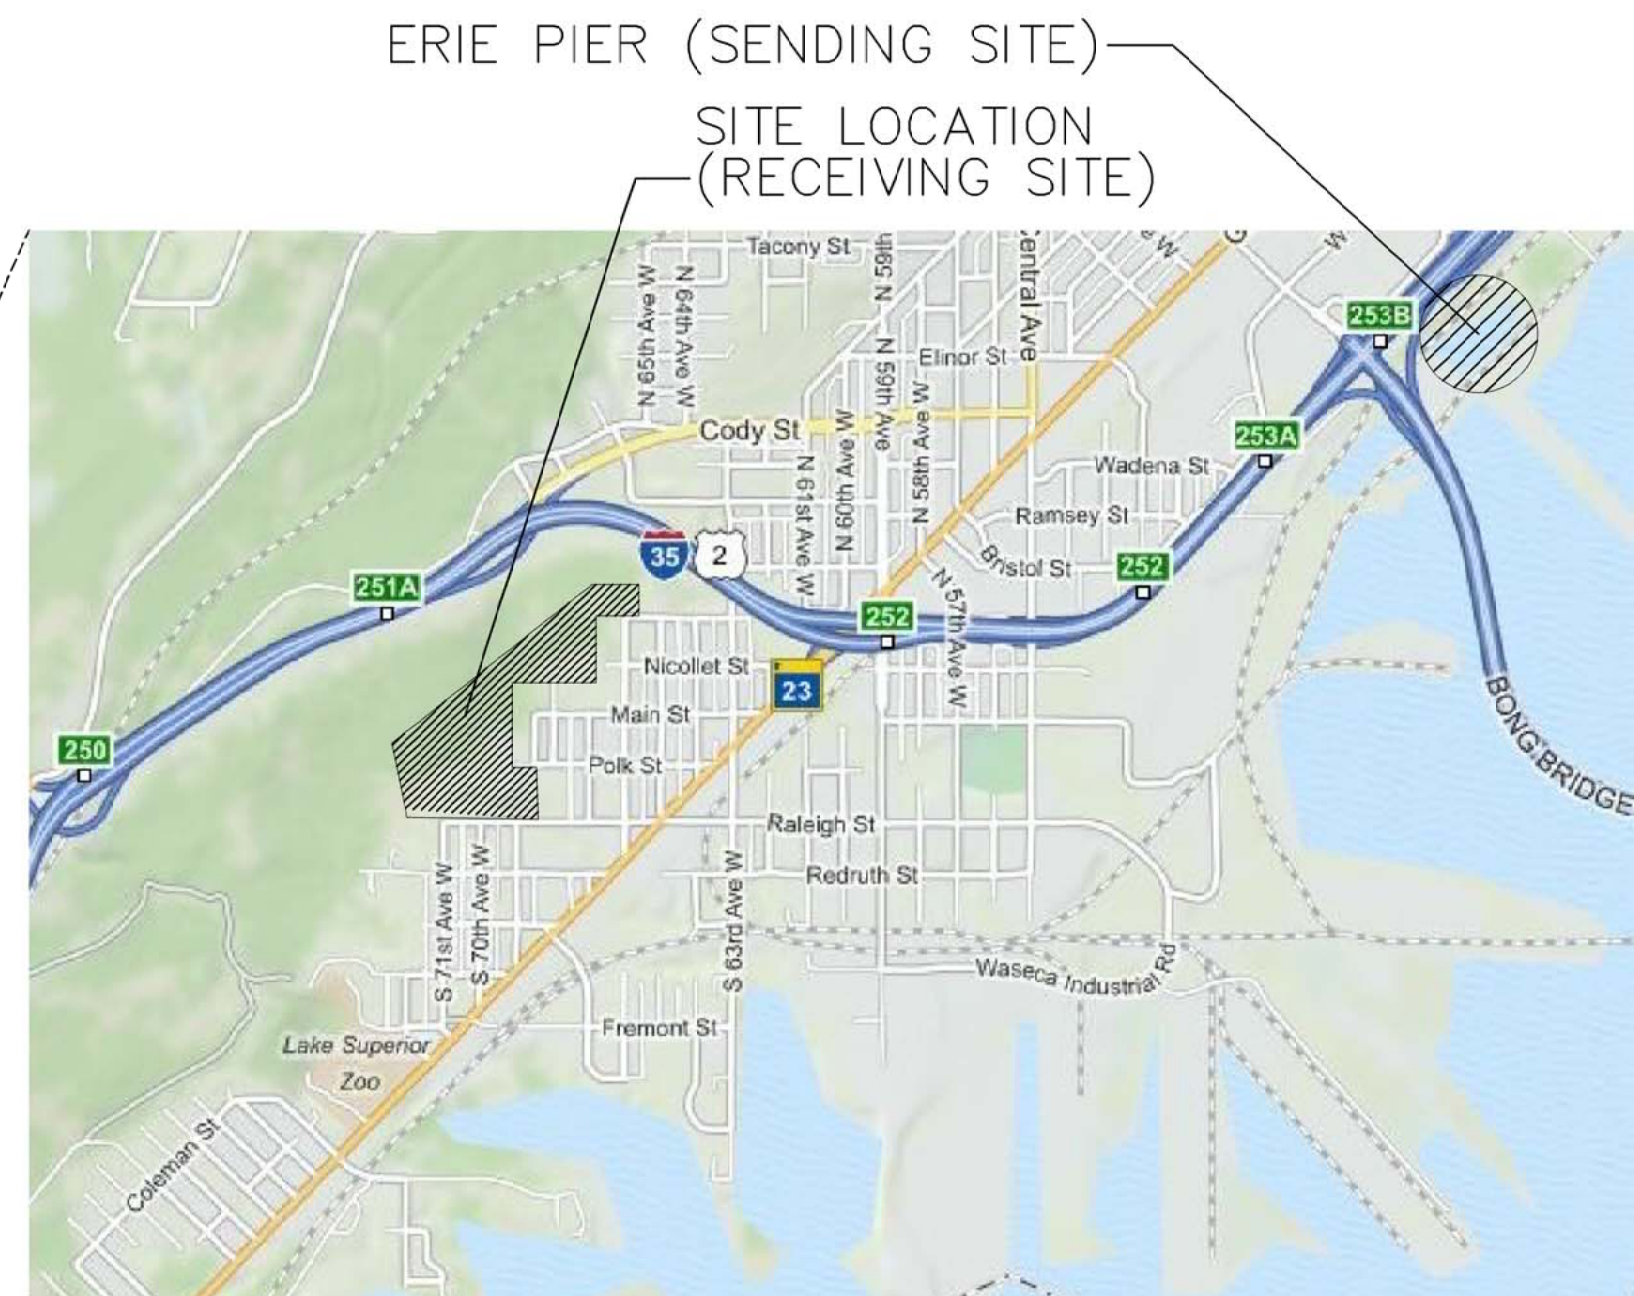 ERIE PIER (SENDING SITE)
SITE LOCATION
(RECEIVING SITE)
Tacony St
N 65th Ave W
N 64th Ave W
N 59th
N 59th Ave
entral Ave
e W
W
G
253B
Elinor St
Cody St
N 61st Ave W
N 60th Ave W
N 58th Ave W
253A
Wadena St
Ramsey St
Bristol St
35
2
251A
252
252
N 57th Ave W
Nicollet St
23
Main St
250
Polk St
BONG BRIDGE
Raleigh St
Redruth St
S 71st Ave W
S 70th Ave W
S 63rd Ave W
Waseca Industrial Rd
Lake Superior
Zoo
Fremont St
Coleman St